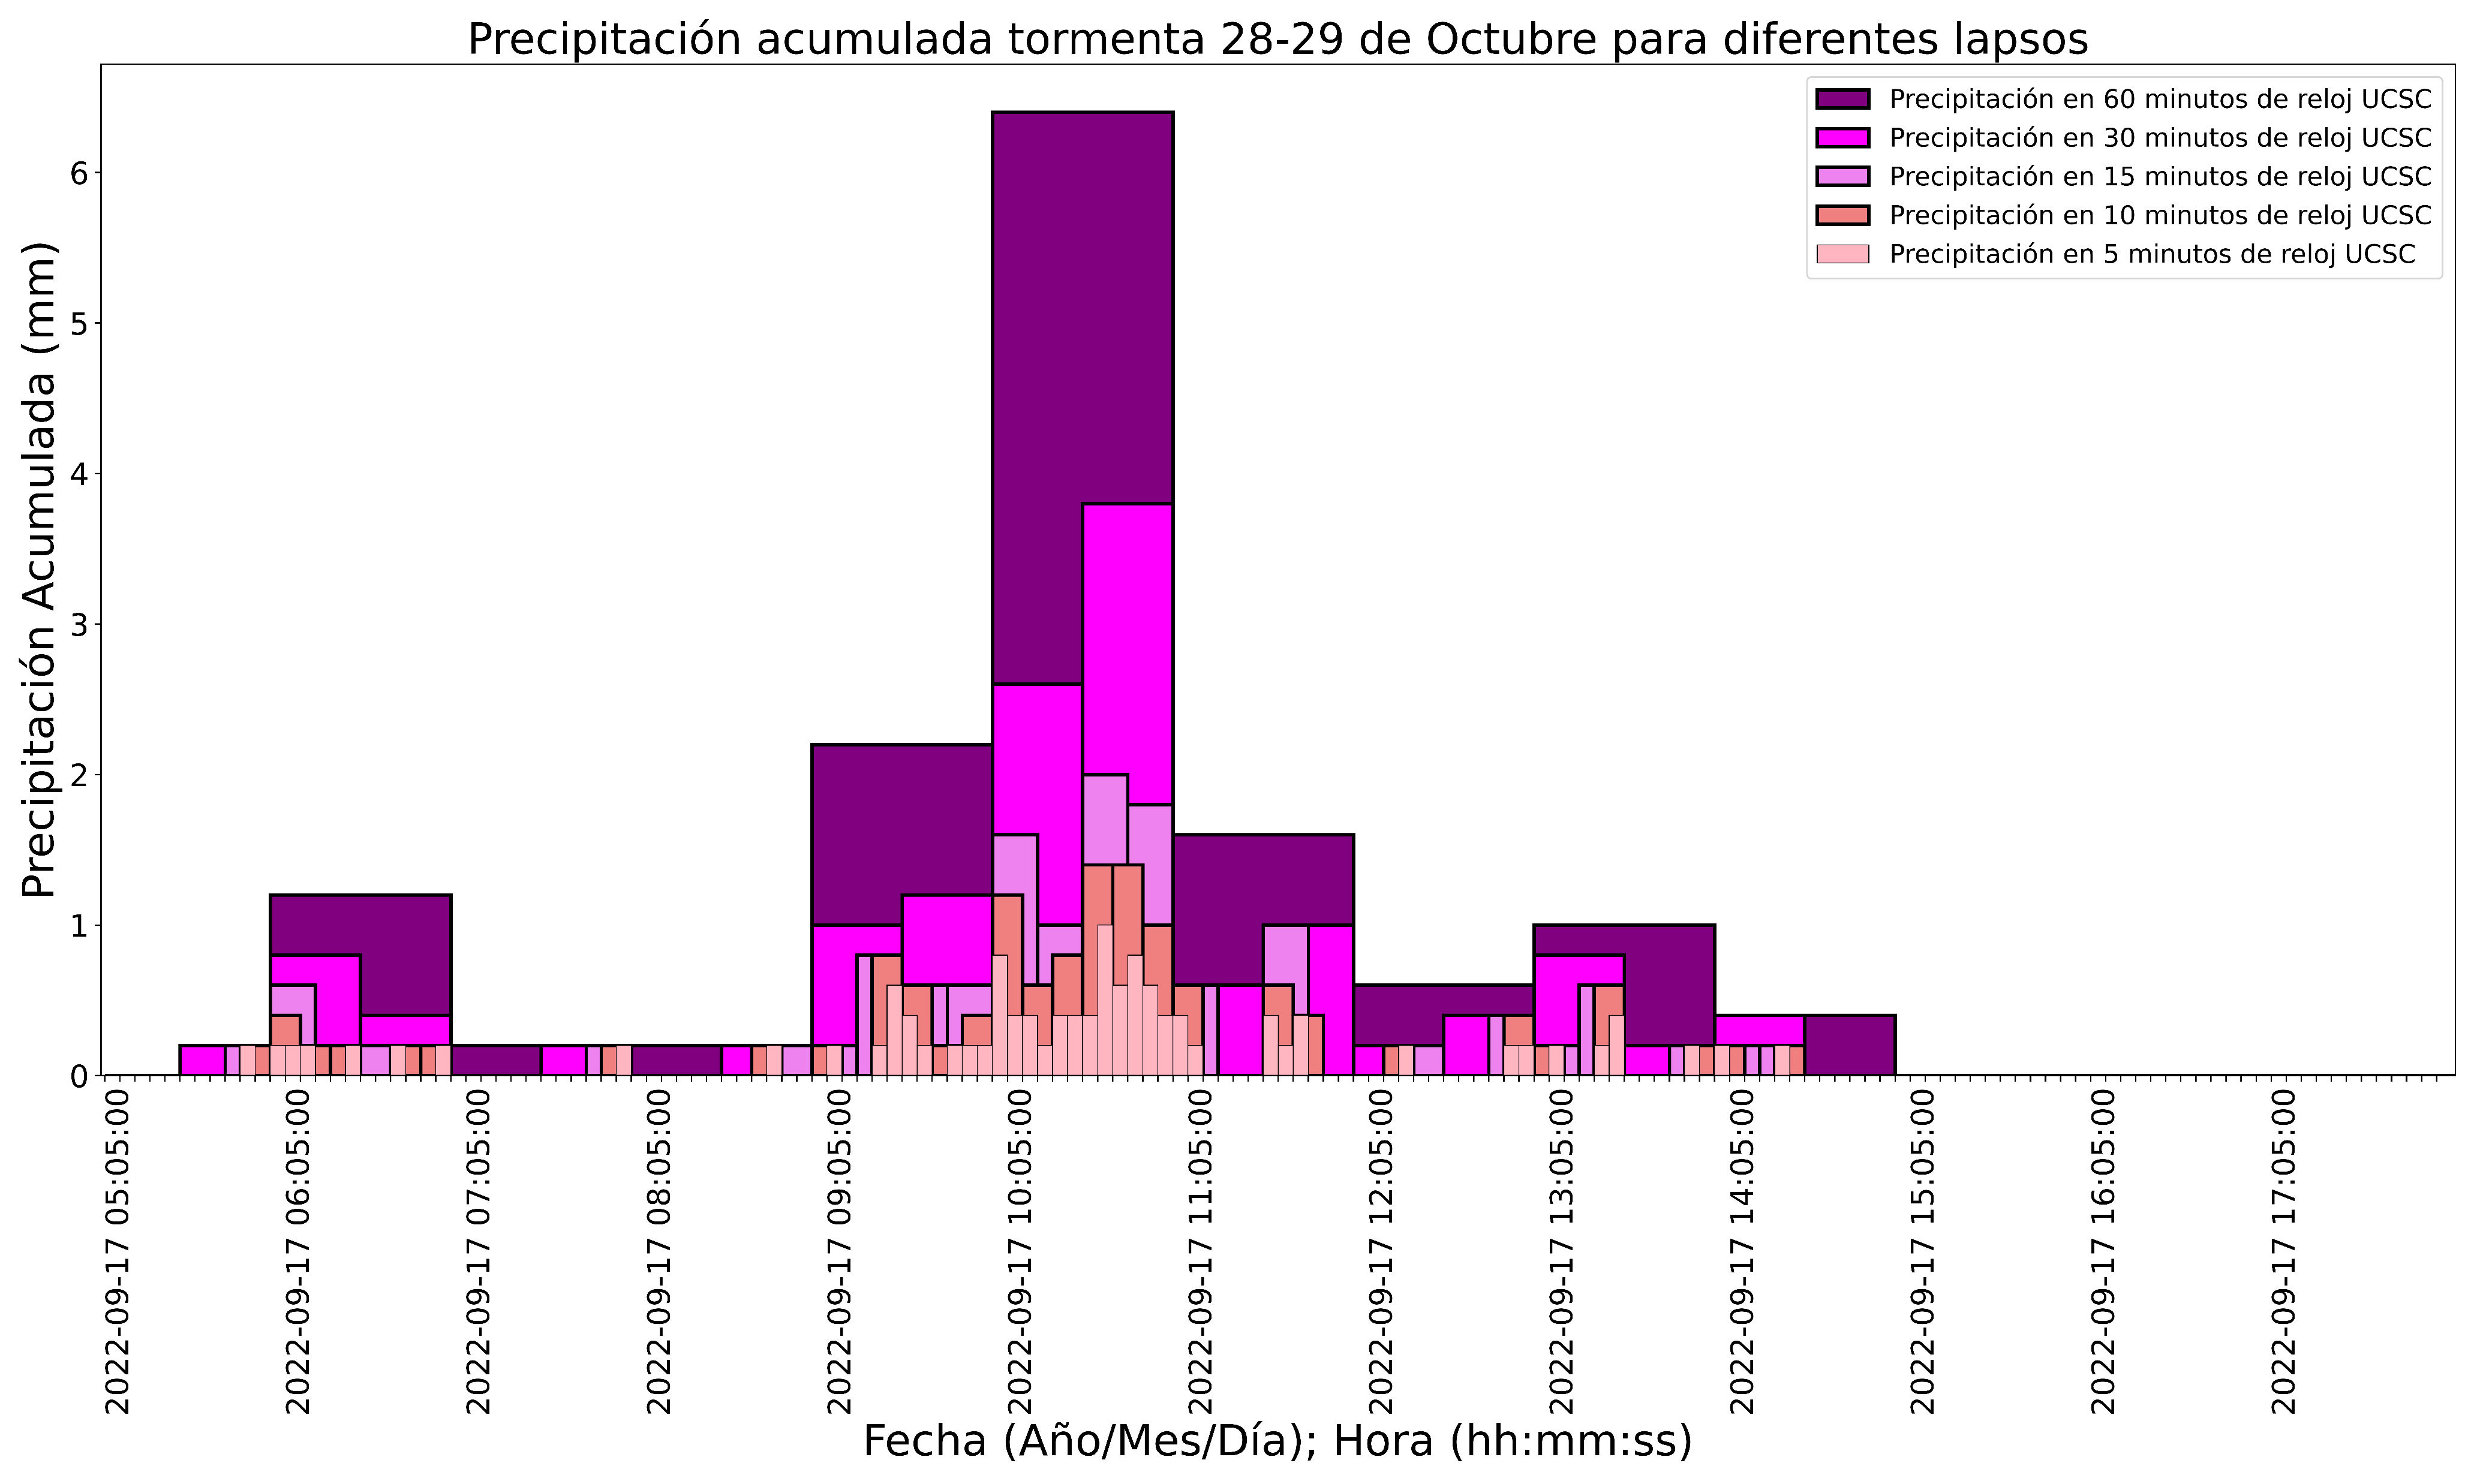 Precipitación acumulada tormenta 28-29 de Octubre para diferentes lapsos
Precipitación en 60 minutos de reloj UCSC
Precipitación en 30 minutos de reloj UCSC
Precipitación en 15 minutos de reloj UCSC
Precipitación en 10 minutos de reloj UCSC
Precipitación en 5 minutos de reloj UCSC
Precipitación Acumulada (mm)
6
5
4
3
2
1
0
2022-09-17 05:05:00
2022-09-17 06:05:00
2022-09-17 07:05:00
2022-09-17 08:05:00
2022-09-17 09:05:00
2022-09-17 10:05:00
2022-09-17 11:05:00
2022-09-17 12:05:00
2022-09-17 13:05:00
2022-09-17 14:05:00
2022-09-17 15:05:00
2022-09-17 16:05:00
2022-09-17 17:05:00
Fecha (Año/Mes/Día); Hora (hh:mm:ss)